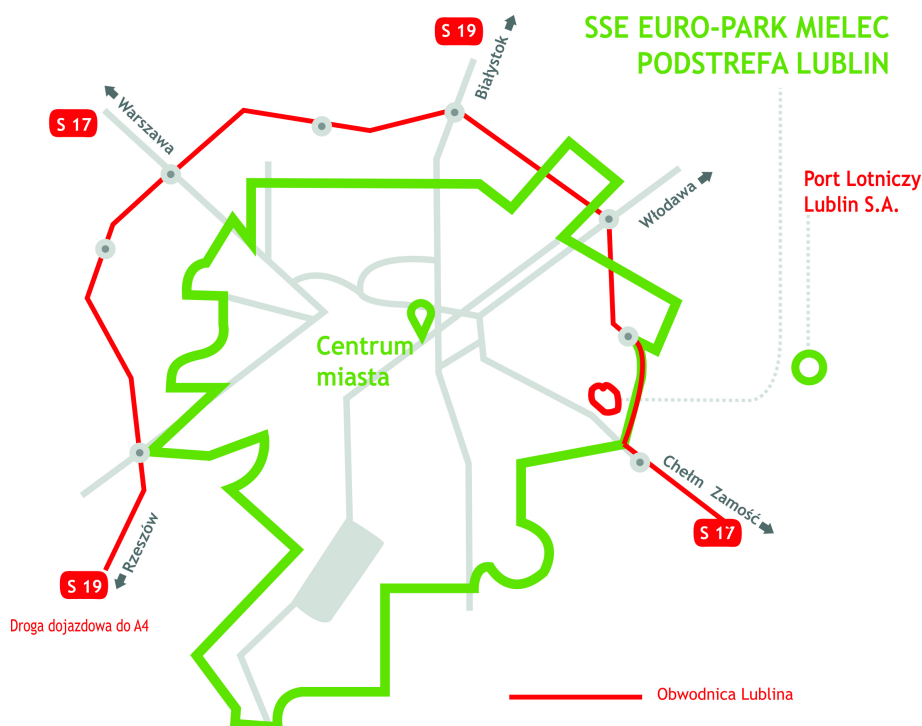 SSE EURO-PARK MIELEC
PODSTREFA LUBLIN
S 19
Białystok
S 17
Warszawa
Port Lotniczy
Lublin S.A.
Włodawa
Centrum
miasta
Chełm Zamość
S 17
Rzeszów
S 19
Droga dojazdowa do A4
Obwodnica Lublina